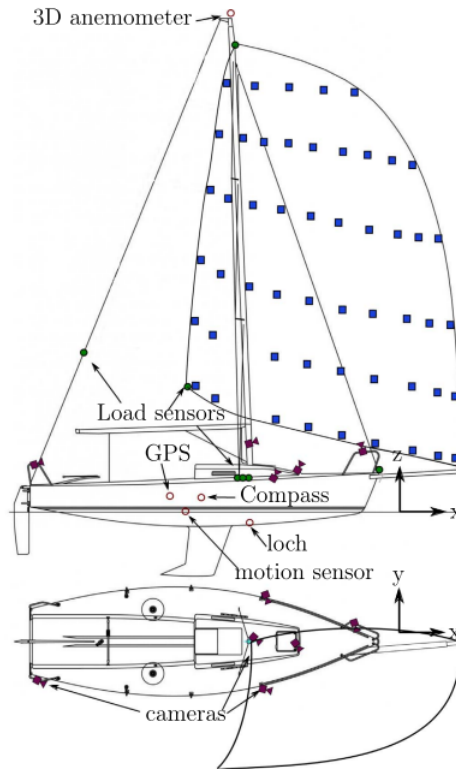 3D anemometer
Load sensors
z
GPS
Compass
x
loch
motion sensor
y
x
cameras